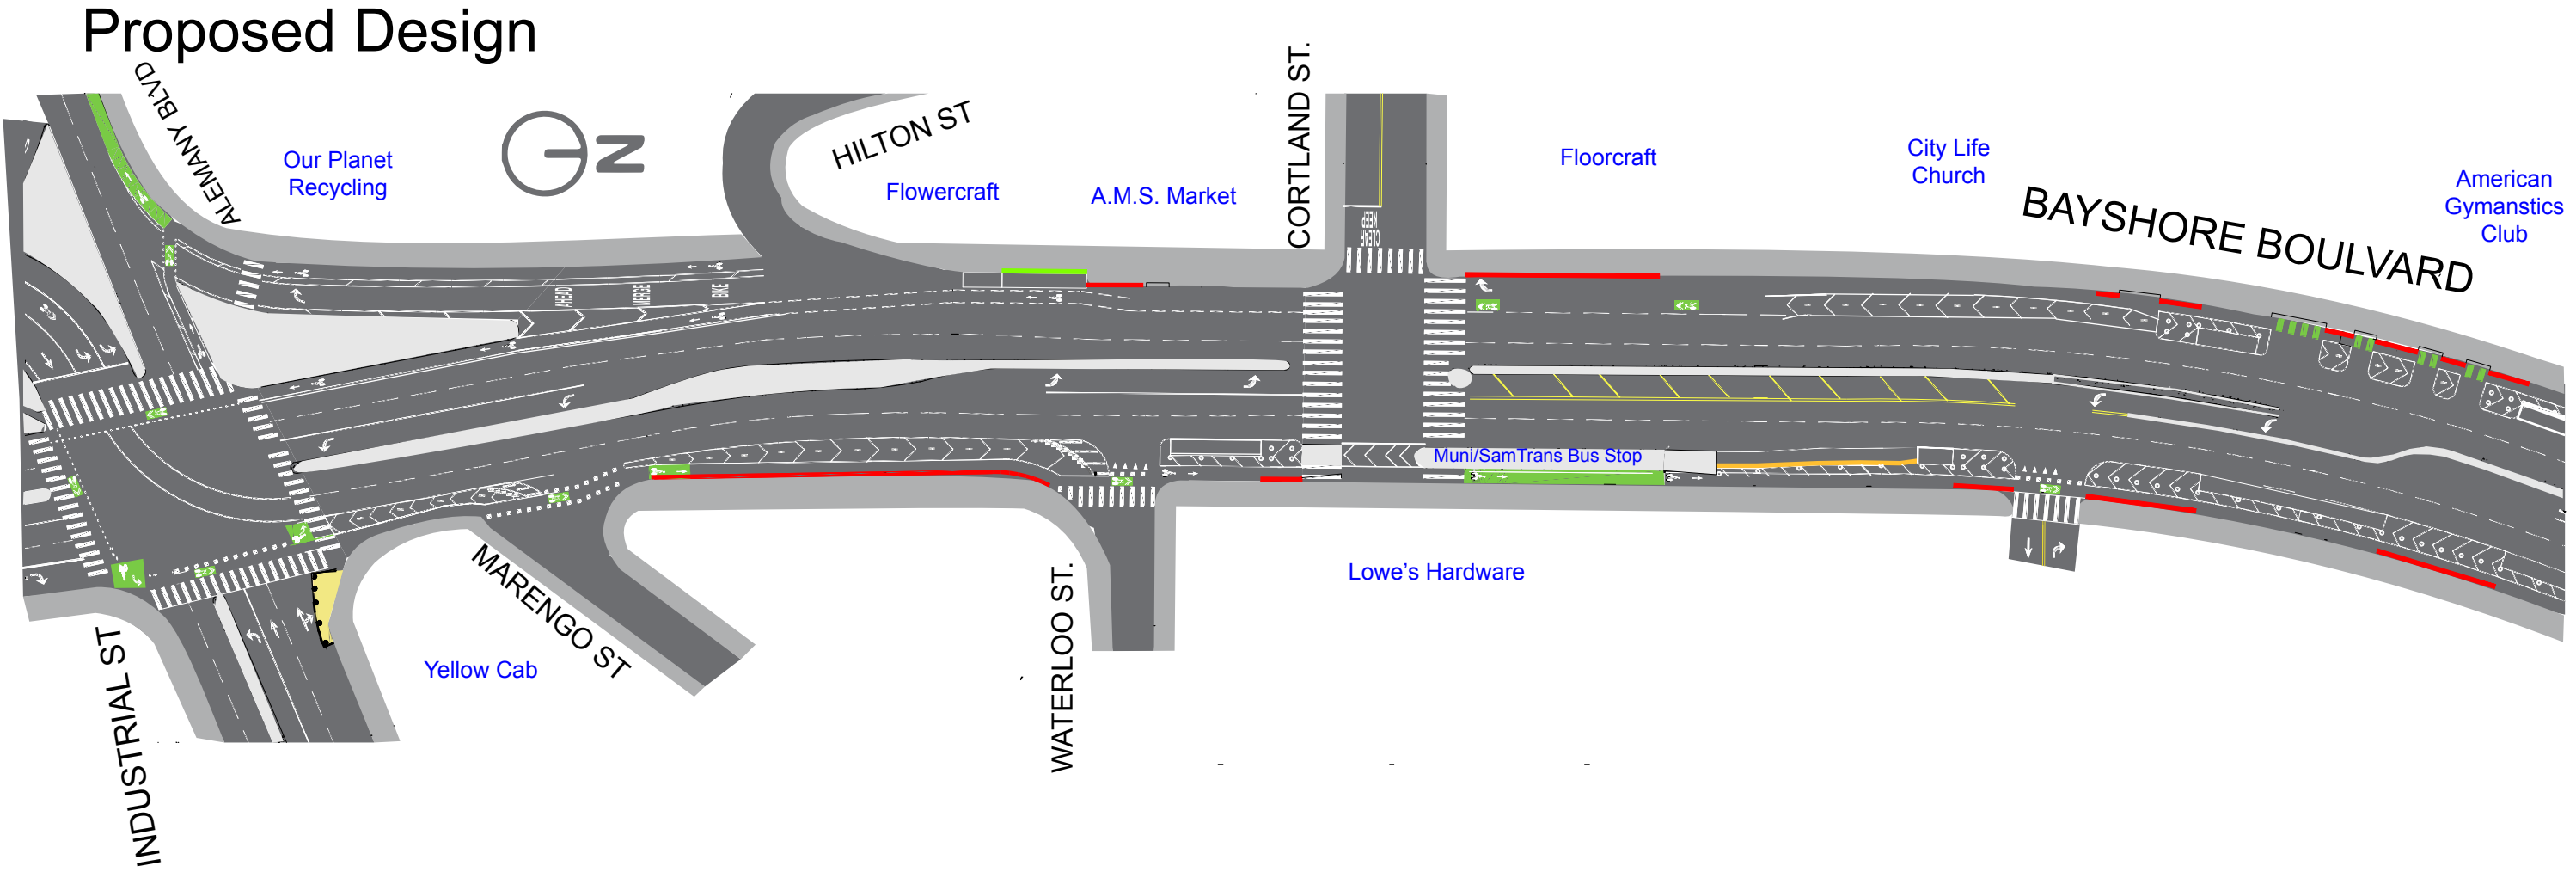 Proposed Design
ALEMANY BLVD
Our Planet
Recycling
N
HILTON ST
Flowercraft
A.M.S. Market
CORTLAND ST.
KEEP
CLEAR
Floorcraft
City Life
Church
BAYSHORE BOULVARD
American
Gymanstics
Club
AHEAD
MERGE
BIKE
Muni/SamTrans Bus Stop
INDUSTRIAL ST
Yellow Cab
MARENGO ST
WATERLOO ST.
Lowe's Hardware